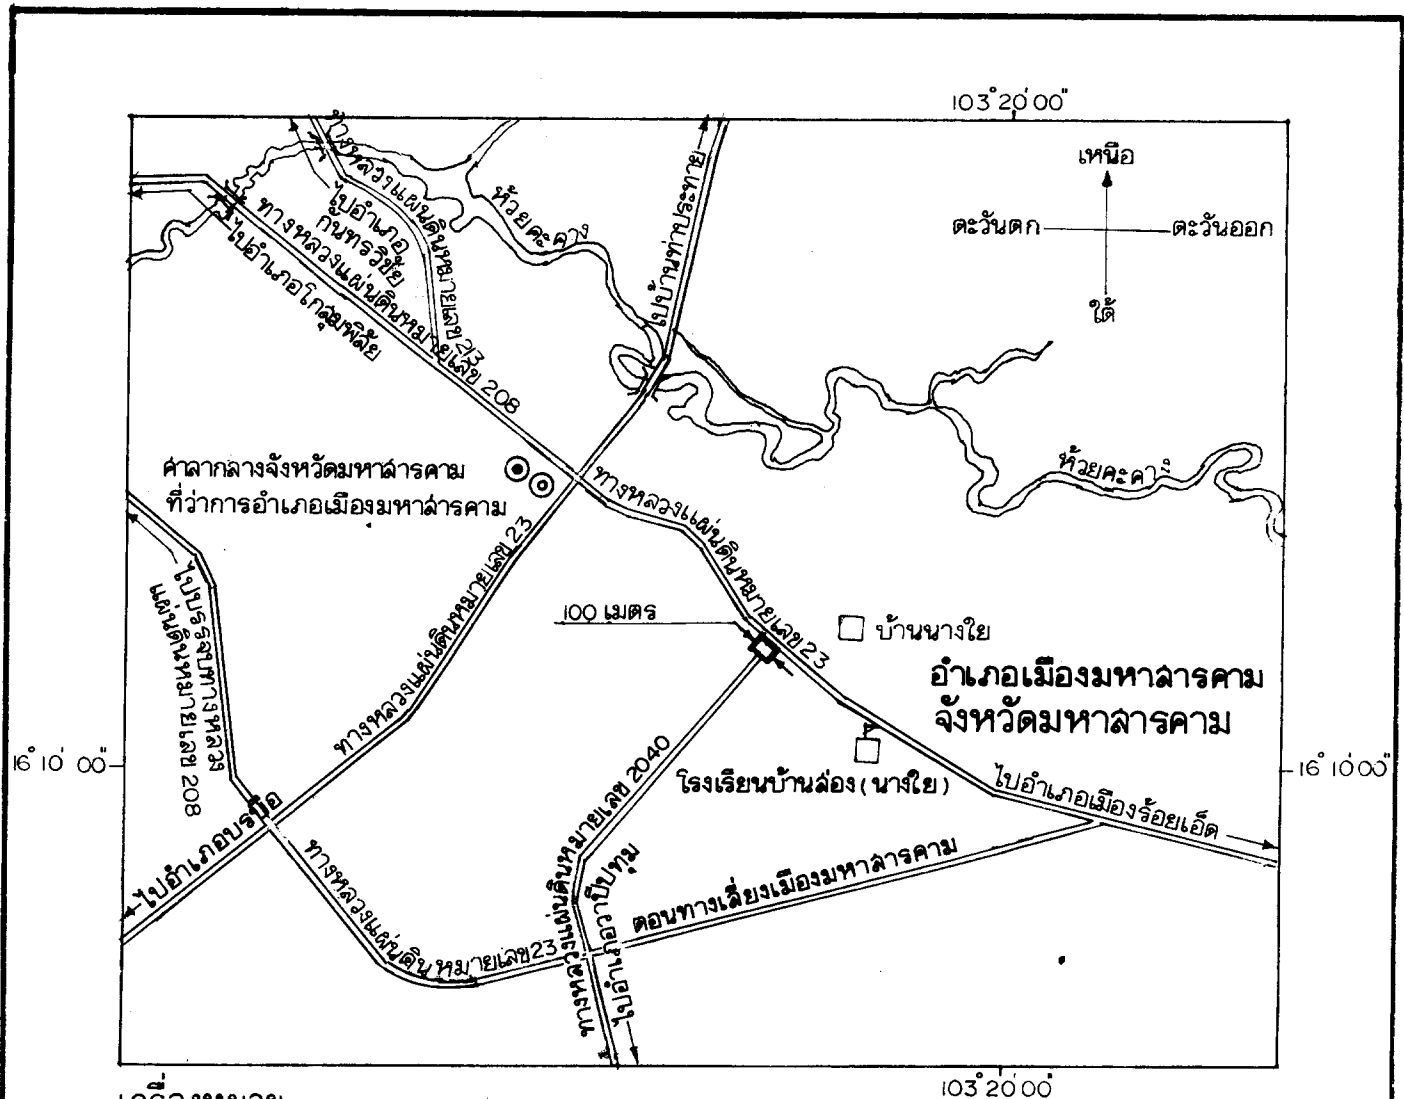 103°20'00"
เหนือ
ตะวันตก
ตะวันออก
ใต้
ทางหลวงแผ่นดินหมายเลข 213
ไปอำเภอ
กันทรวิชัย
ทางหลวงแผ่นดินหมายเลข 208
ไปอำเภอโกสุมพิสัย
ห้วยคะคาง
ไปบ้านท่าประทาย
ศาลากลางจังหวัดมหาสารคาม
ที่ว่าการอำเภอเมืองมหาสารคาม
ห้วยคะคาง
ทางหลวงแผ่นดินหมายเลข 23
ทางหลวงแผ่นดินหมายเลข 23
ไปบรรจบทางหลวง
แผ่นดินหมายเลข 208
100 เมตร
บ้านนางใย
อำเภอเมืองมหาสารคาม
จังหวัดมหาสารคาม
16°10'00"
16°10'00"
โรงเรียนบ้านส่อง (นางใย)
ไปอำเภอเมืองร้อยเอ็ด
ไปอำเภอบรบือ
ทางหลวงแผ่นดินหมายเลข 2040
ไปอำเภอวาปีปทุม
ทางหลวงแผ่นดิน หมายเลข 23
ตอนทางเลี่ยงเมืองมหาสารคาม
103°20'00"